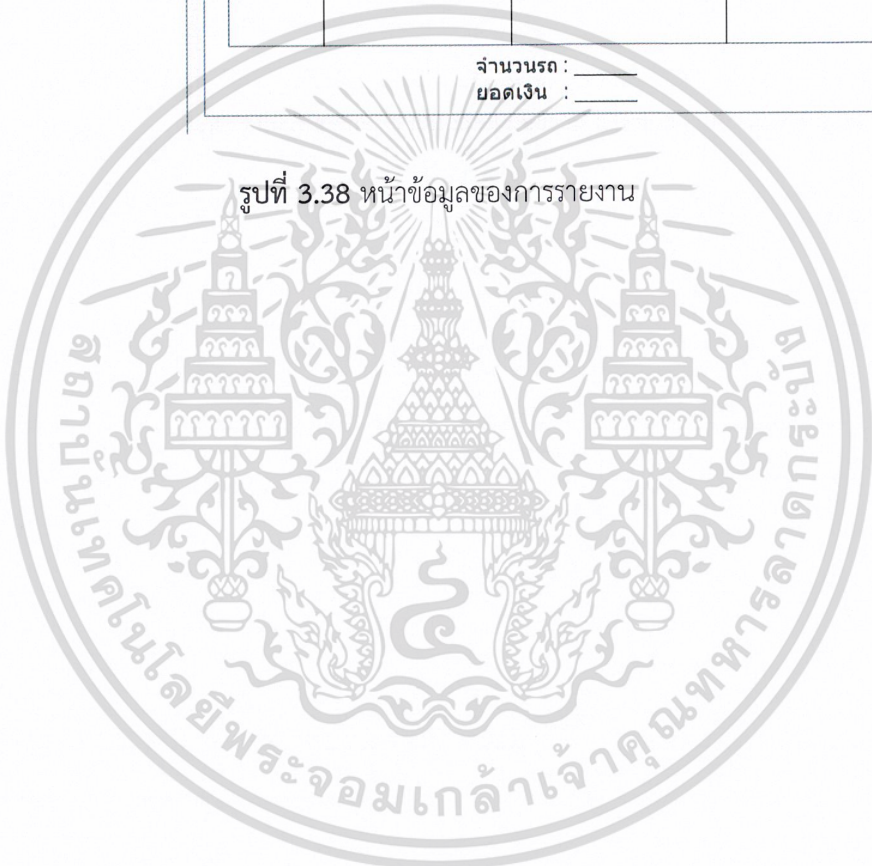 จำนวนรถ : ______
ยอดเงิน : ______
รูปที่ 3.38 หน้าข้อมูลของการรายงาน
สถาบันเทคโนโลยีพระจอมเกล้าเจ้าคุณทหารลาดกระบัง